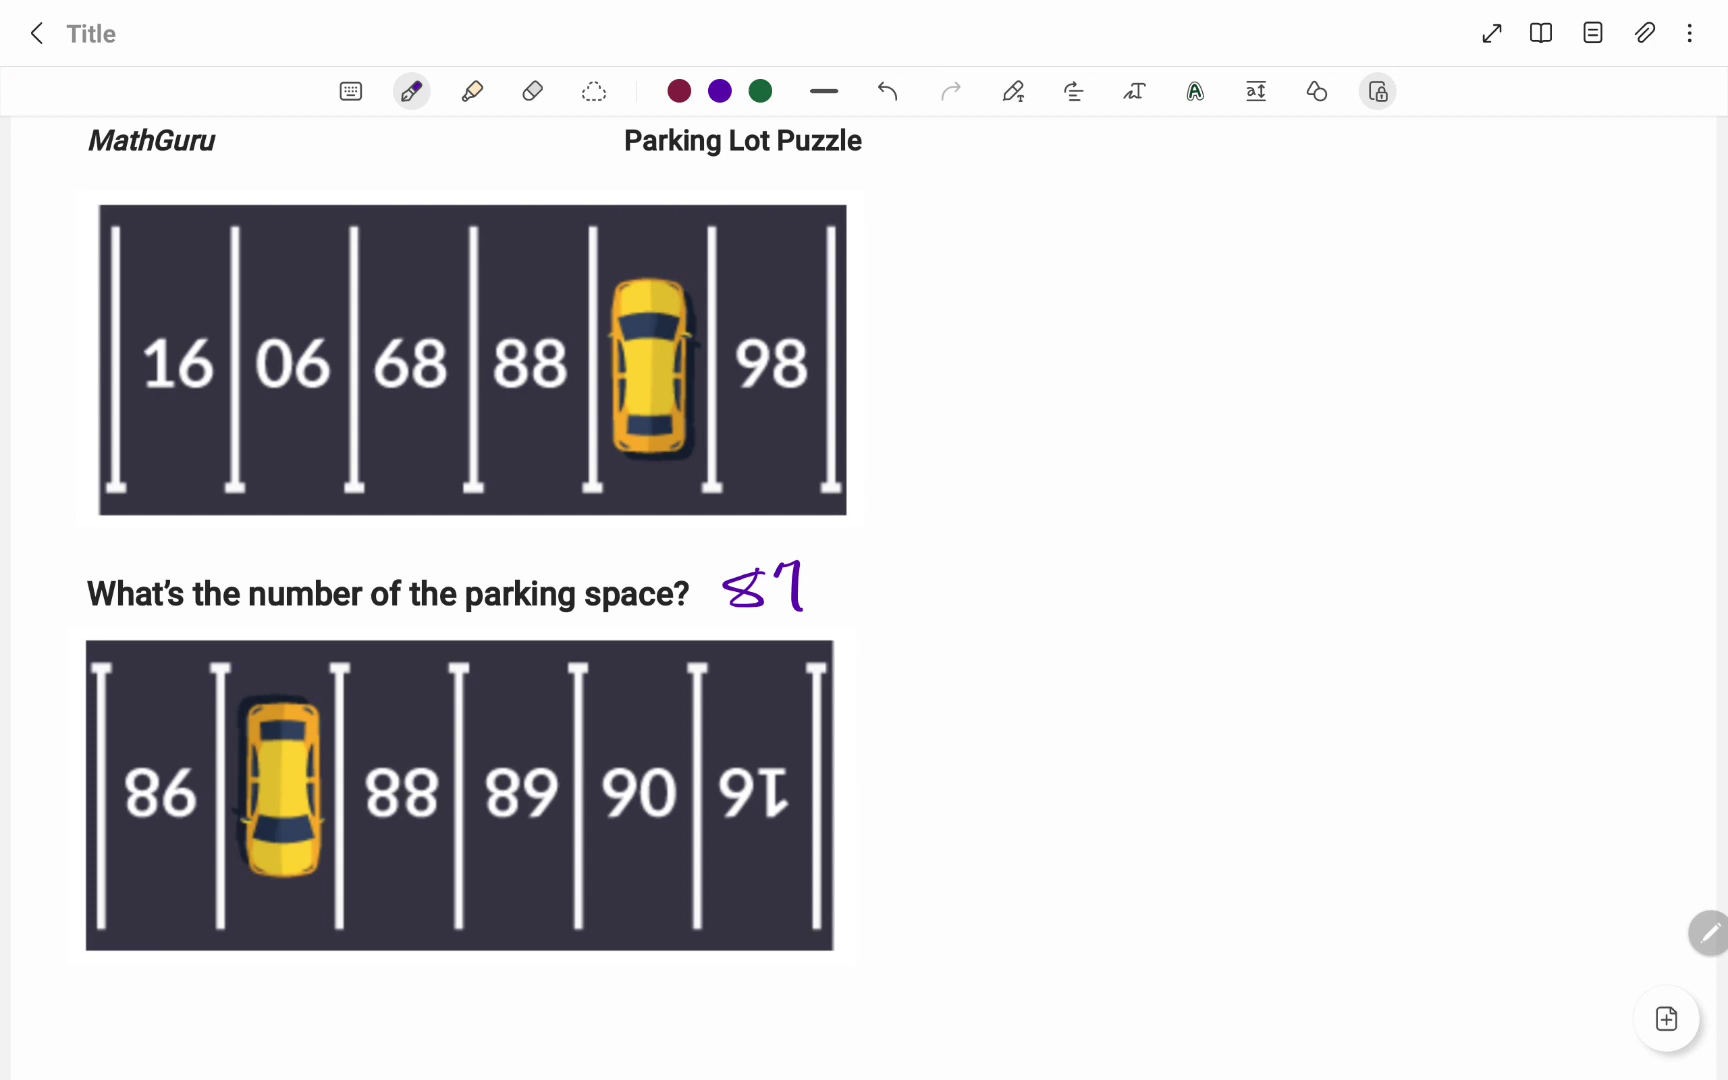 Title
MathGuru Parking Lot Puzzle
16 06 68 88 98
What's the number of the parking space? 87
86 88 89 90 91